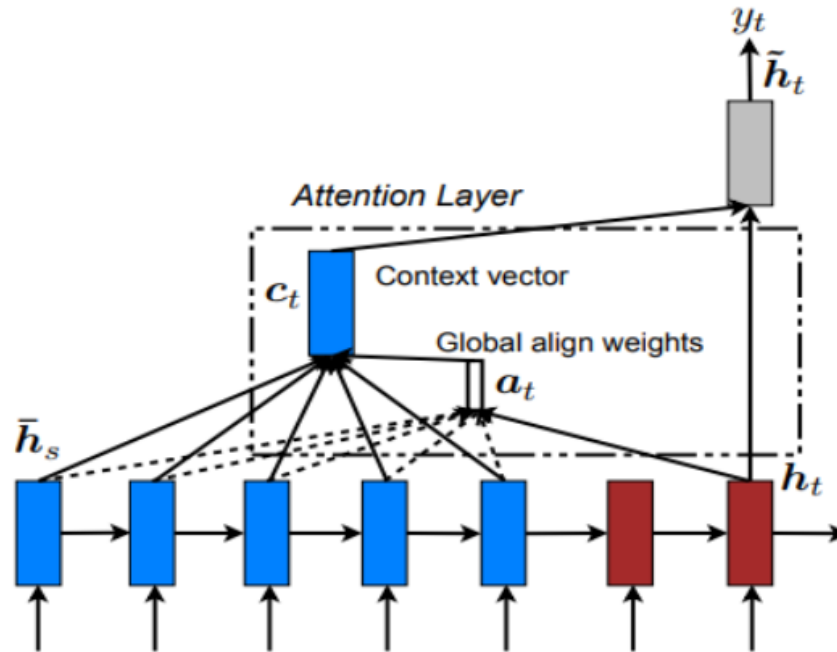 y_t
h̃_t
Attention Layer
c_t
Context vector
Global align weights
a_t
h̄_s
h_t